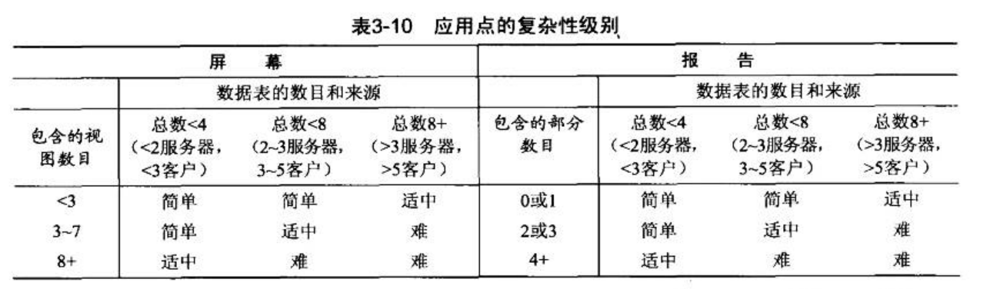 表3-10 应用点的复杂性级别
屏 幕 报 告
数据表的数目和来源 数据表的数目和来源
包含的视图数目 总数<4（<2服务器，<3客户） 总数<8（2~3服务器，3~5客户） 总数8+（>3服务器，>5客户） 包含的部分数目 总数<4（<2服务器，<3客户） 总数<8（2~3服务器，3~5客户） 总数8+（>3服务器，>5客户）
<3 简单 简单 适中 0或1 简单 简单 适中
3~7 简单 适中 难 2或3 简单 适中 难
8+ 适中 难 难 4+ 适中 难 难